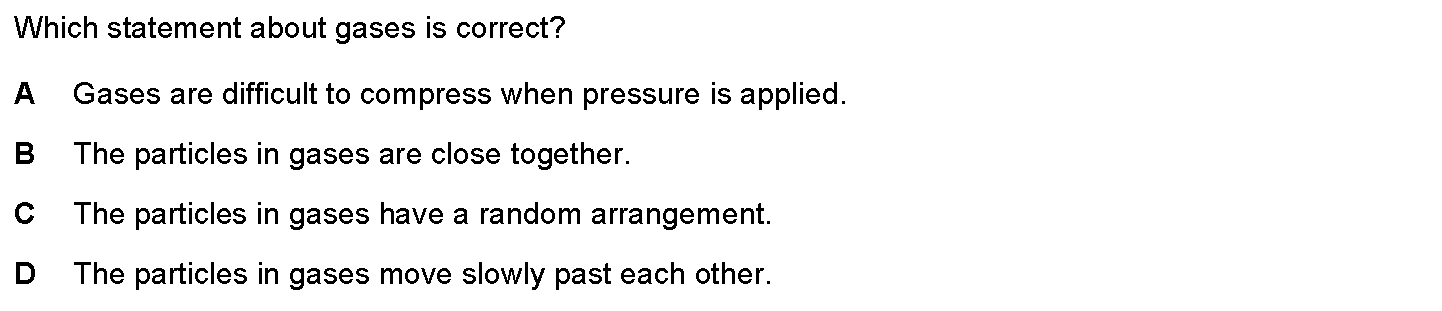 Which statement about gases is correct?
A Gases are difficult to compress when pressure is applied.
B The particles in gases are close together.
C The particles in gases have a random arrangement.
D The particles in gases move slowly past each other.